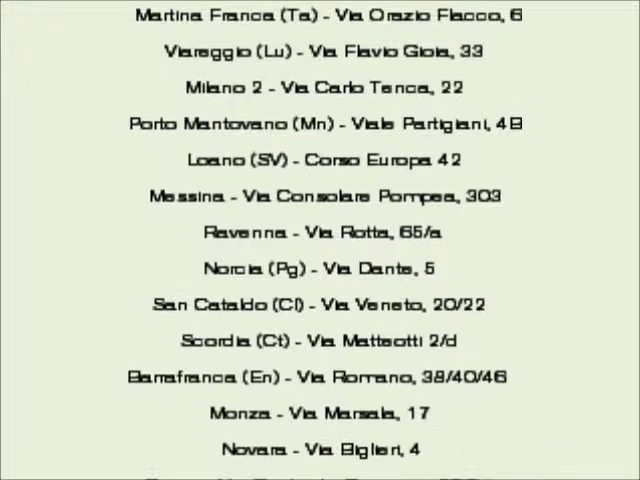 Martina Franca (Ta) - Via Orazio Flacco, 6
Viareggio (Lu) - Via Flavio Gioia, 33
Milano 2 - Via Carlo Tenca, 22
Porto Mantovano (Mn) - Viale Partigiani, 4B
Loano (SV) - Corso Europa 42
Messina - Via Consolare Pompea, 303
Ravenna - Via Rotta, 65/a
Norcia (Pg) - Via Dante, 5
San Cataldo (Cl) - Via Veneto, 20/22
Scordia (Ct) - Via Matteotti 2/d
Barrafranca (En) - Via Romano, 38/40/46
Monza - Via Marsala, 17
Novara - Via Biglieri, 4